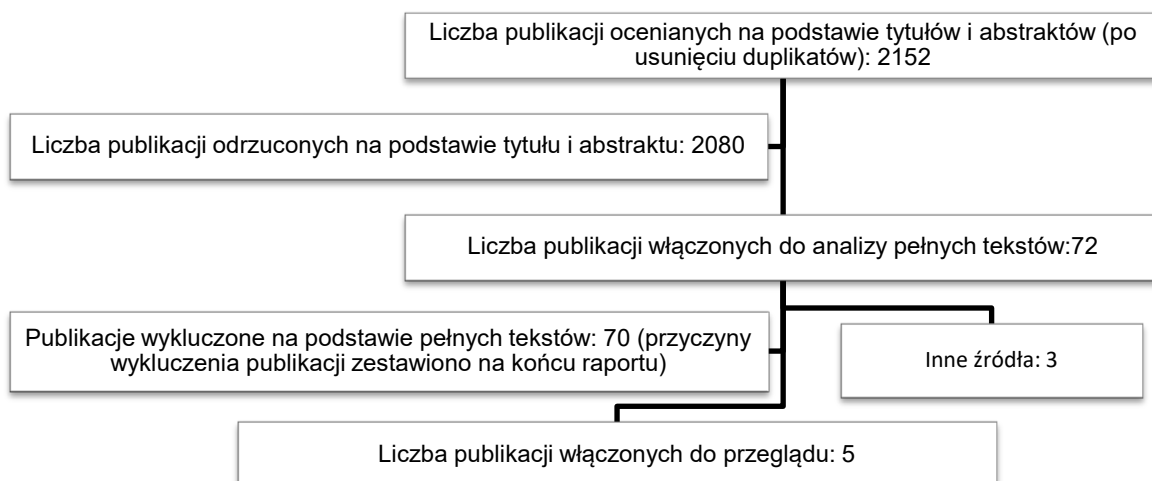 Liczba publikacji ocenianych na podstawie tytułów i abstraktów (po
usunięciu duplikatów): 2152
Liczba publikacji odrzuconych na podstawie tytułu i abstraktu: 2080
Liczba publikacji włączonych do analizy pełnych tekstów:72
Publikacje wykluczone na podstawie pełnych tekstów: 70 (przyczyny
wykluczenia publikacji zestawiono na końcu raportu)
Inne źródła: 3
Liczba publikacji włączonych do przeglądu: 5